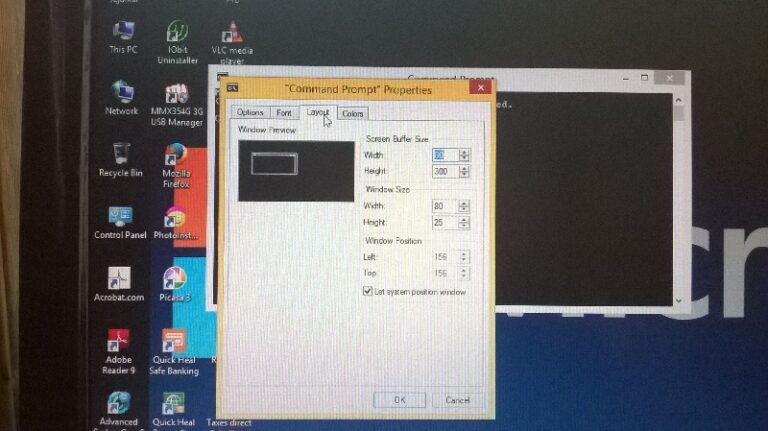 This PC
IObit
Uninstaller
VLC media
player
Network
MMX354G 3G
USB Manager
Recycle Bin
Mozilla
Firefox
Control Panel
PhotoInst...
Acrobat.com
Picasa 3
Adobe
Reader 9
Quick Heal
Safe Banking
Advanced
Quick Heal
Taxes direct
Command Prompt
"Command Prompt" Properties
Options
Font
Layout
Colors
Window Preview
Screen Buffer Size
Width:
Height:
300
Window Size
Width:
80
Height:
25
Window Position
Left:
156
Top:
156
Let system position window
OK
Cancel